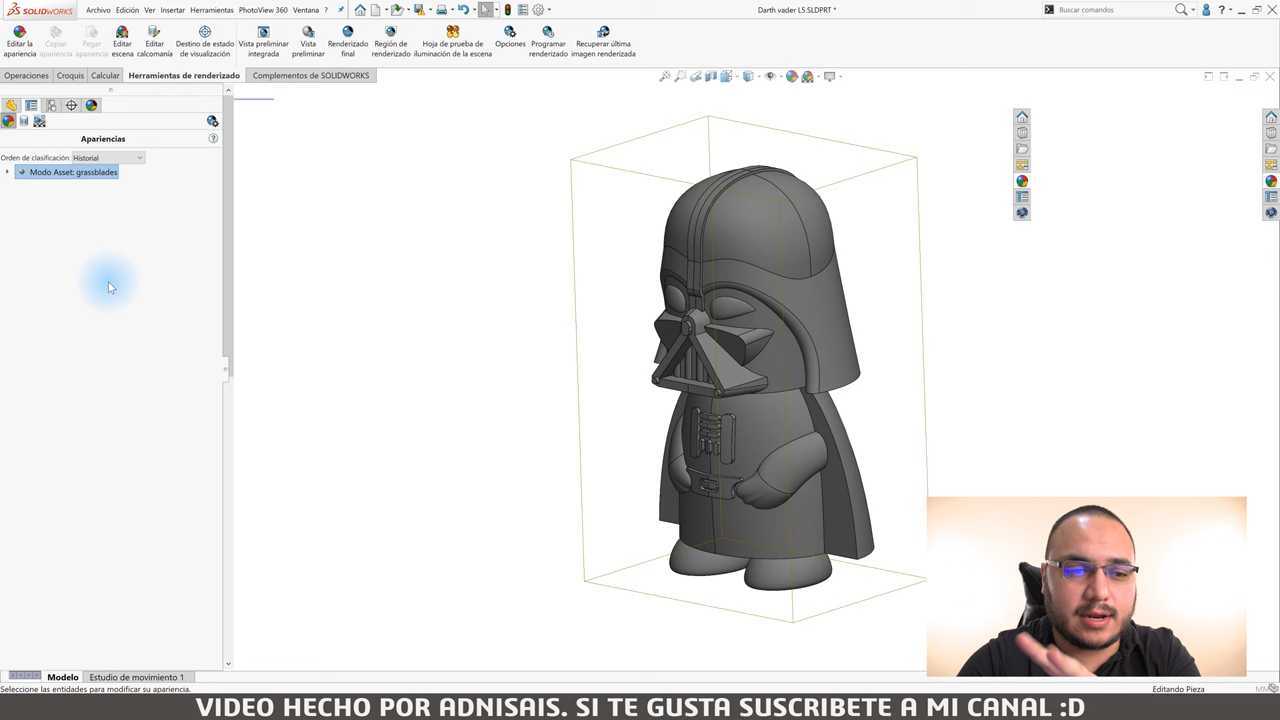 SOLIDWORKS Archivo Edición Ver Insertar Herramientas PhotoView 360 Ventana Darth vader L5.SLDPRT * Buscar comandos
Editar la apariencia
Copiar apariencia
Pegar apariencia
Editar escena
Editar calcomanía
Destino de estado de visualización
Vista preliminar integrada
Vista preliminar
Renderizado final
Región de renderizado
Hoja de prueba de iluminación de la escena
Opciones
Programar renderizado
Recuperar última imagen renderizada
Operaciones Croquis Calcular Herramientas de renderizado Complementos de SOLIDWORKS
Apariencias
Orden de clasificación: Historial
Modo Asset: grassblades
Modelo Estudio de movimiento 1
Seleccione las entidades para modificar su apariencia. Editando Pieza
VIDEO HECHO POR ADNISAIS. SI TE GUSTA SUSCRIBETE A MI CANAL :D